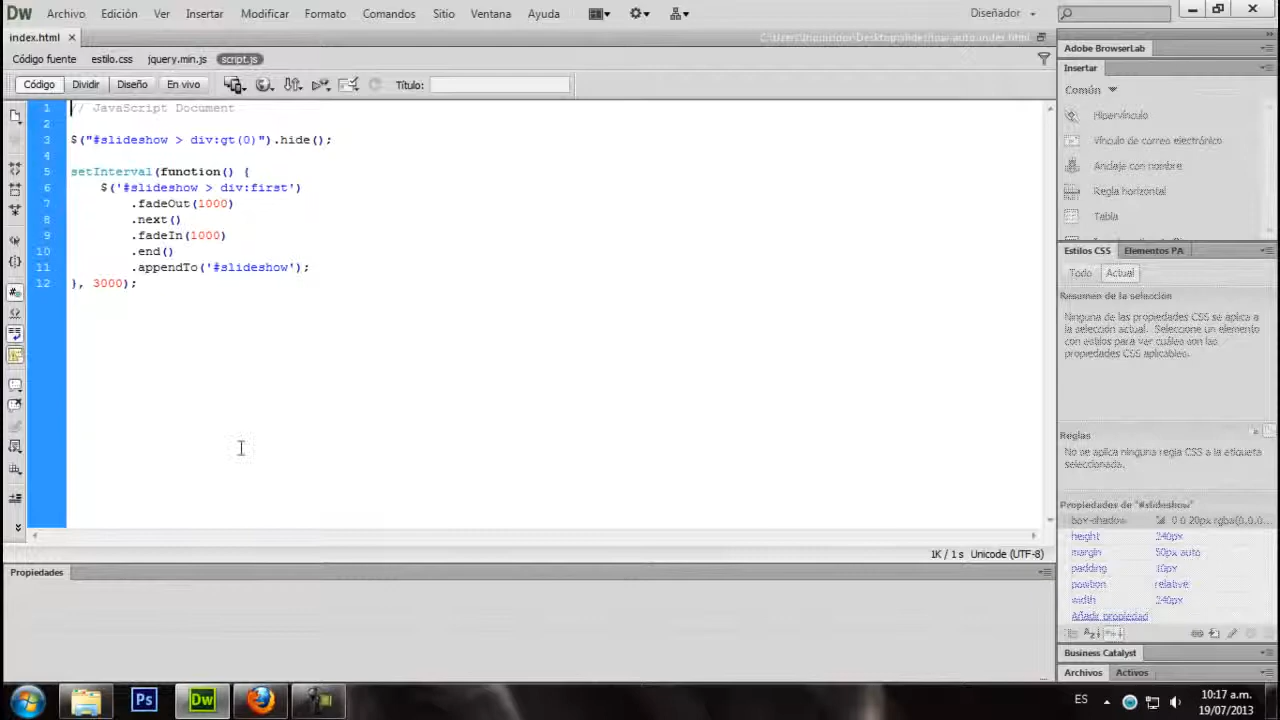 Dw Archivo Edición Ver Insertar Modificar Formato Comandos Sitio Ventana Ayuda Diseñador
index.html
Código fuente estilo.css jquery.min.js script.js
Código Dividir Diseño En vivo Título:
1 // JavaScript Document
2
3 $("#slideshow > div:gt(0)").hide();
4
5 setInterval(function() {
6 $('#slideshow > div:first')
7 .fadeOut(1000)
8 .next()
9 .fadeIn(1000)
10 .end()
11 .appendTo('#slideshow');
12 }, 3000);
1K / 1 s Unicode (UTF-8)
Propiedades
Adobe BrowserLab
Insertar
Común
Hipervínculo
Vínculo de correo electrónico
Anclaje con nombre
Regla horizontal
Tabla
Estilos CSS Elementos PA
Todo Actual
Resumen de la selección
Ninguna de las propiedades CSS se aplica a
la selección actual. Seleccione un elemento
con estilos para ver cuáles son las
propiedades CSS aplicables.
Reglas
No se aplica ninguna regla CSS a la etiqueta
seleccionada.
Propiedades de "#slideshow"
box-shadow 0 0 20px rgba(0,0,0...
height 240px
margin 50px auto
padding 10px
position relative
width 240px
Añadir propiedad
Business Catalyst
Archivos Activos
Ps Dw ES 10:17 a.m.
19/07/2013